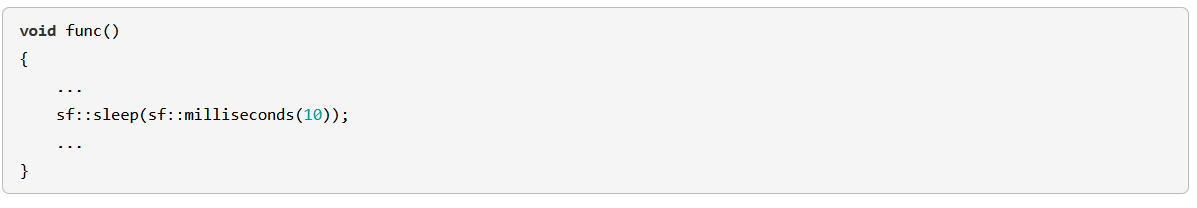 void func()
{
    ...
    sf::sleep(sf::milliseconds(10));
    ...
}